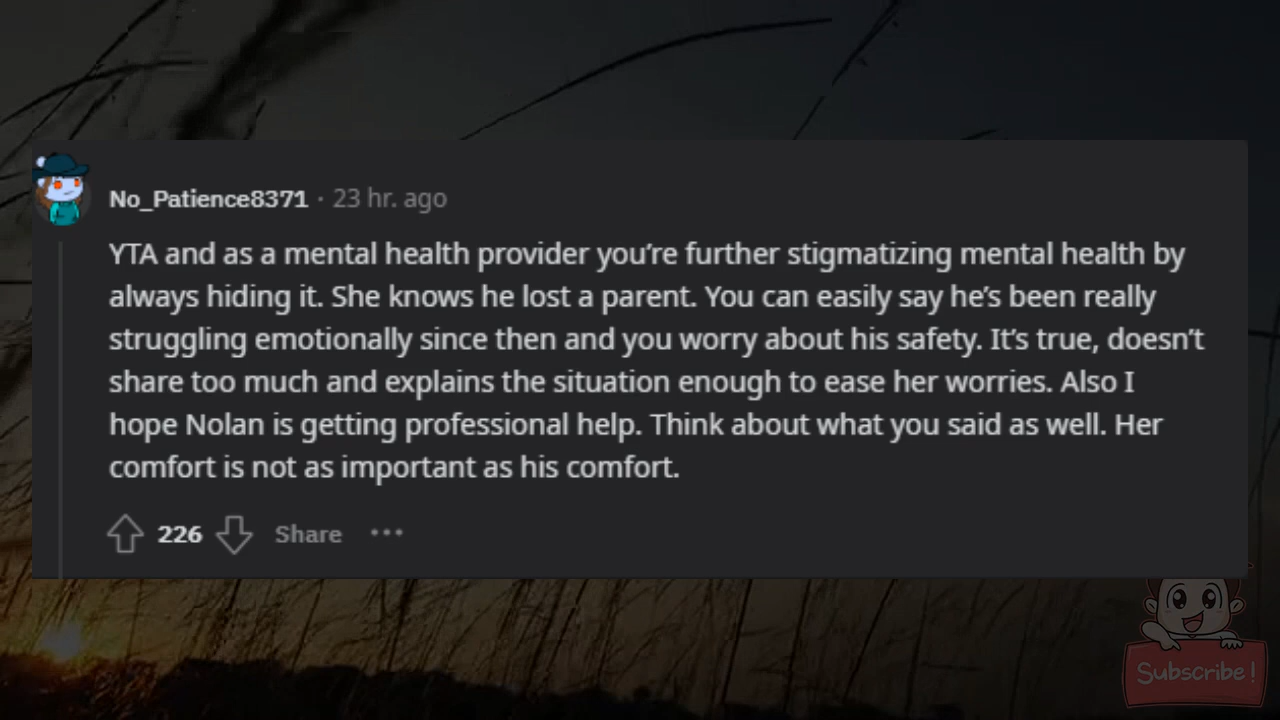 No_Patience8371 · 23 hr. ago
YTA and as a mental health provider you’re further stigmatizing mental health by
always hiding it. She knows he lost a parent. You can easily say he’s been really
struggling emotionally since then and you worry about his safety. It’s true, doesn’t
share too much and explains the situation enough to ease her worries. Also I
hope Nolan is getting professional help. Think about what you said as well. Her
comfort is not as important as his comfort.
226 Share ···
Subscribe!